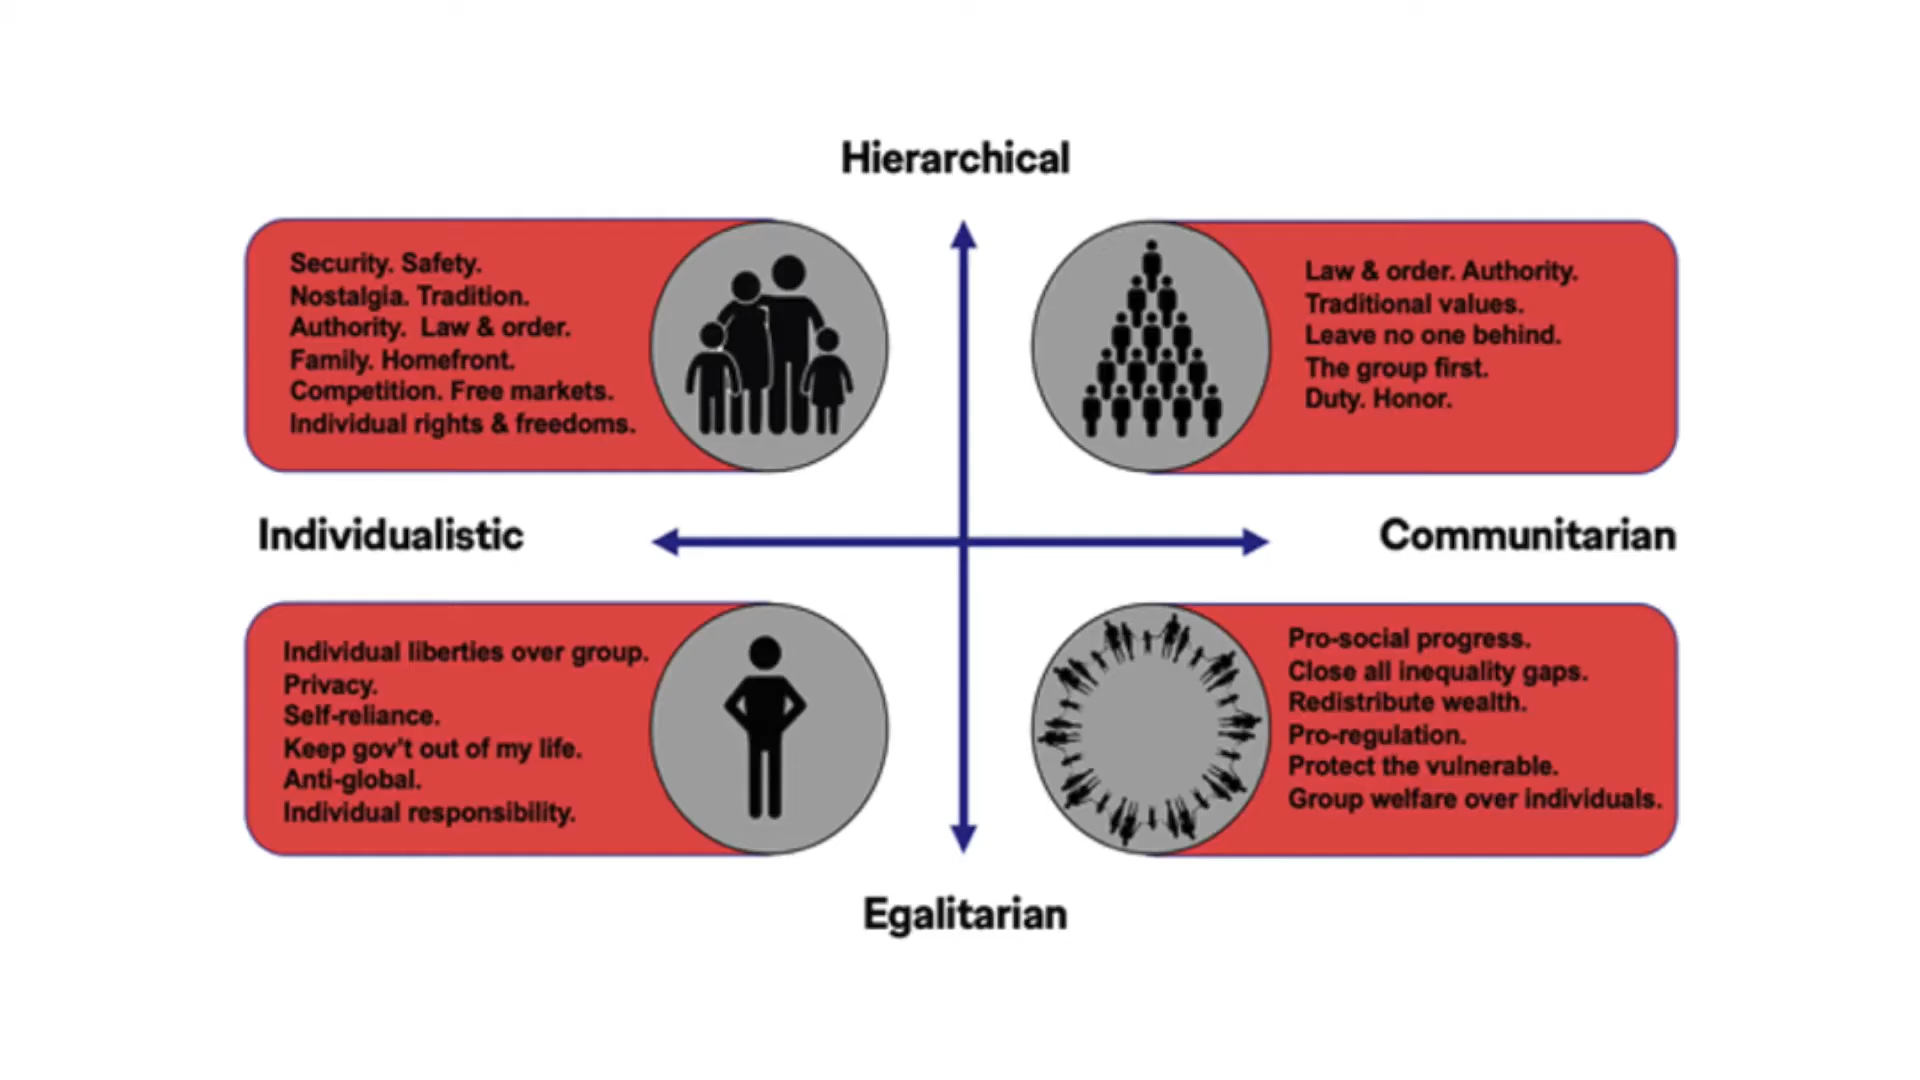 Hierarchical
Security. Safety.
Nostalgia. Tradition.
Authority.  Law & order.
Family. Homefront.
Competition. Free markets.
Individual rights & freedoms.
Law & order. Authority.
Traditional values.
Leave no one behind.
The group first.
Duty. Honor.
Individualistic
Communitarian
Individual liberties over group.
Privacy.
Self-reliance.
Keep gov't out of my life.
Anti-global.
Individual responsibility.
Pro-social progress.
Close all inequality gaps.
Redistribute wealth.
Pro-regulation.
Protect the vulnerable.
Group welfare over individuals.
Egalitarian